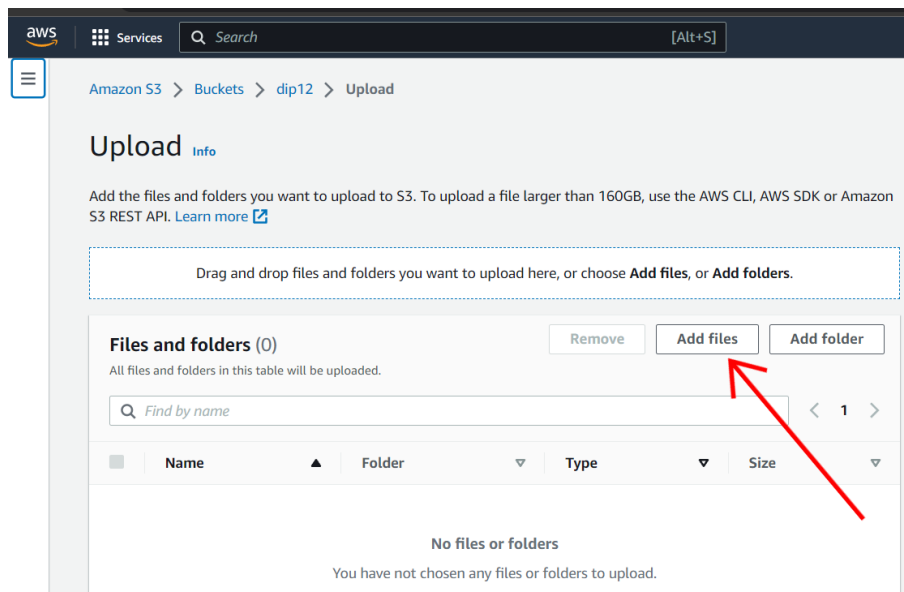 aws
Services
Search [Alt+S]
Amazon S3 > Buckets > dip12 > Upload
Upload Info
Add the files and folders you want to upload to S3. To upload a file larger than 160GB, use the AWS CLI, AWS SDK or Amazon
S3 REST API. Learn more
Drag and drop files and folders you want to upload here, or choose Add files, or Add folders.
Files and folders (0)
Remove
Add files
Add folder
All files and folders in this table will be uploaded.
Find by name
1
Name Folder Type Size
No files or folders
You have not chosen any files or folders to upload.